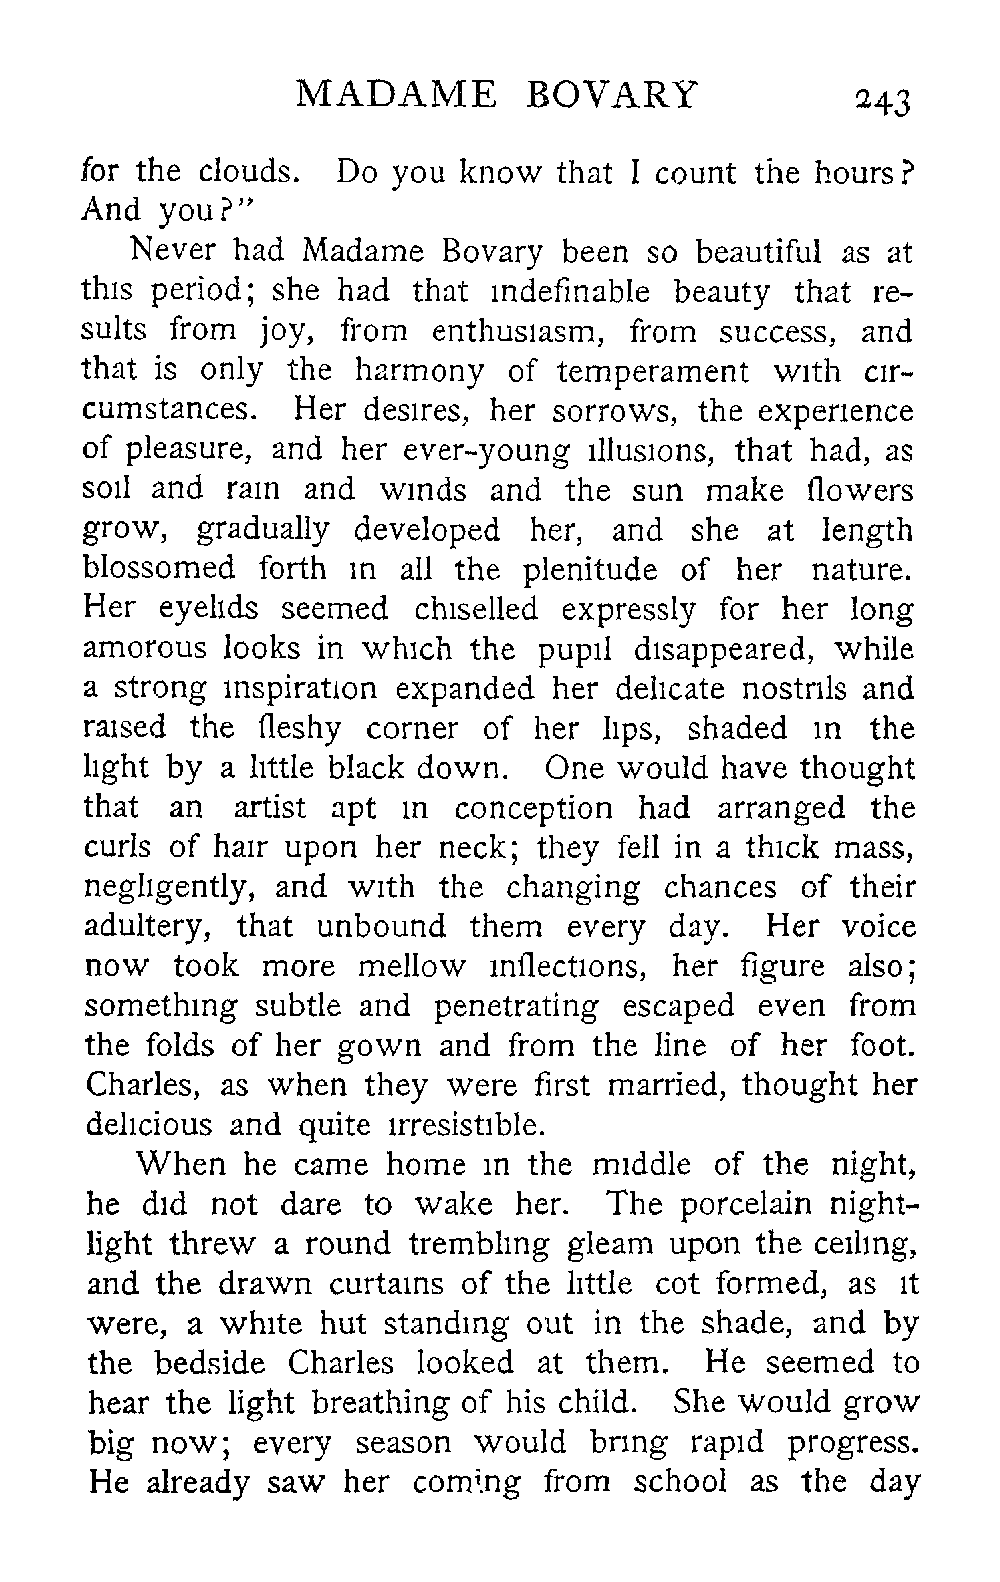 MADAME BOVARY 243
for the clouds. Do you know that I count the hours?
And you?"
Never had Madame Bovary been so beautiful as at
this period; she had that indefinable beauty that re-
sults from joy, from enthusiasm, from success, and
that is only the harmony of temperament with cir-
cumstances. Her desires, her sorrows, the experience
of pleasure, and her ever-young illusions, that had, as
soil and rain and winds and the sun make flowers
grow, gradually developed her, and she at length
blossomed forth in all the plenitude of her nature.
Her eyelids seemed chiselled expressly for her long
amorous looks in which the pupil disappeared, while
a strong inspiration expanded her delicate nostrils and
raised the fleshy corner of her lips, shaded in the
light by a little black down. One would have thought
that an artist apt in conception had arranged the
curls of hair upon her neck; they fell in a thick mass,
negligently, and with the changing chances of their
adultery, that unbound them every day. Her voice
now took more mellow inflections, her figure also;
something subtle and penetrating escaped even from
the folds of her gown and from the line of her foot.
Charles, as when they were first married, thought her
delicious and quite irresistible.
When he came home in the middle of the night,
he did not dare to wake her. The porcelain night-
light threw a round trembling gleam upon the ceiling,
and the drawn curtains of the little cot formed, as it
were, a white hut standing out in the shade, and by
the bedside Charles looked at them. He seemed to
hear the light breathing of his child. She would grow
big now; every season would bring rapid progress.
He already saw her coming from school as the day